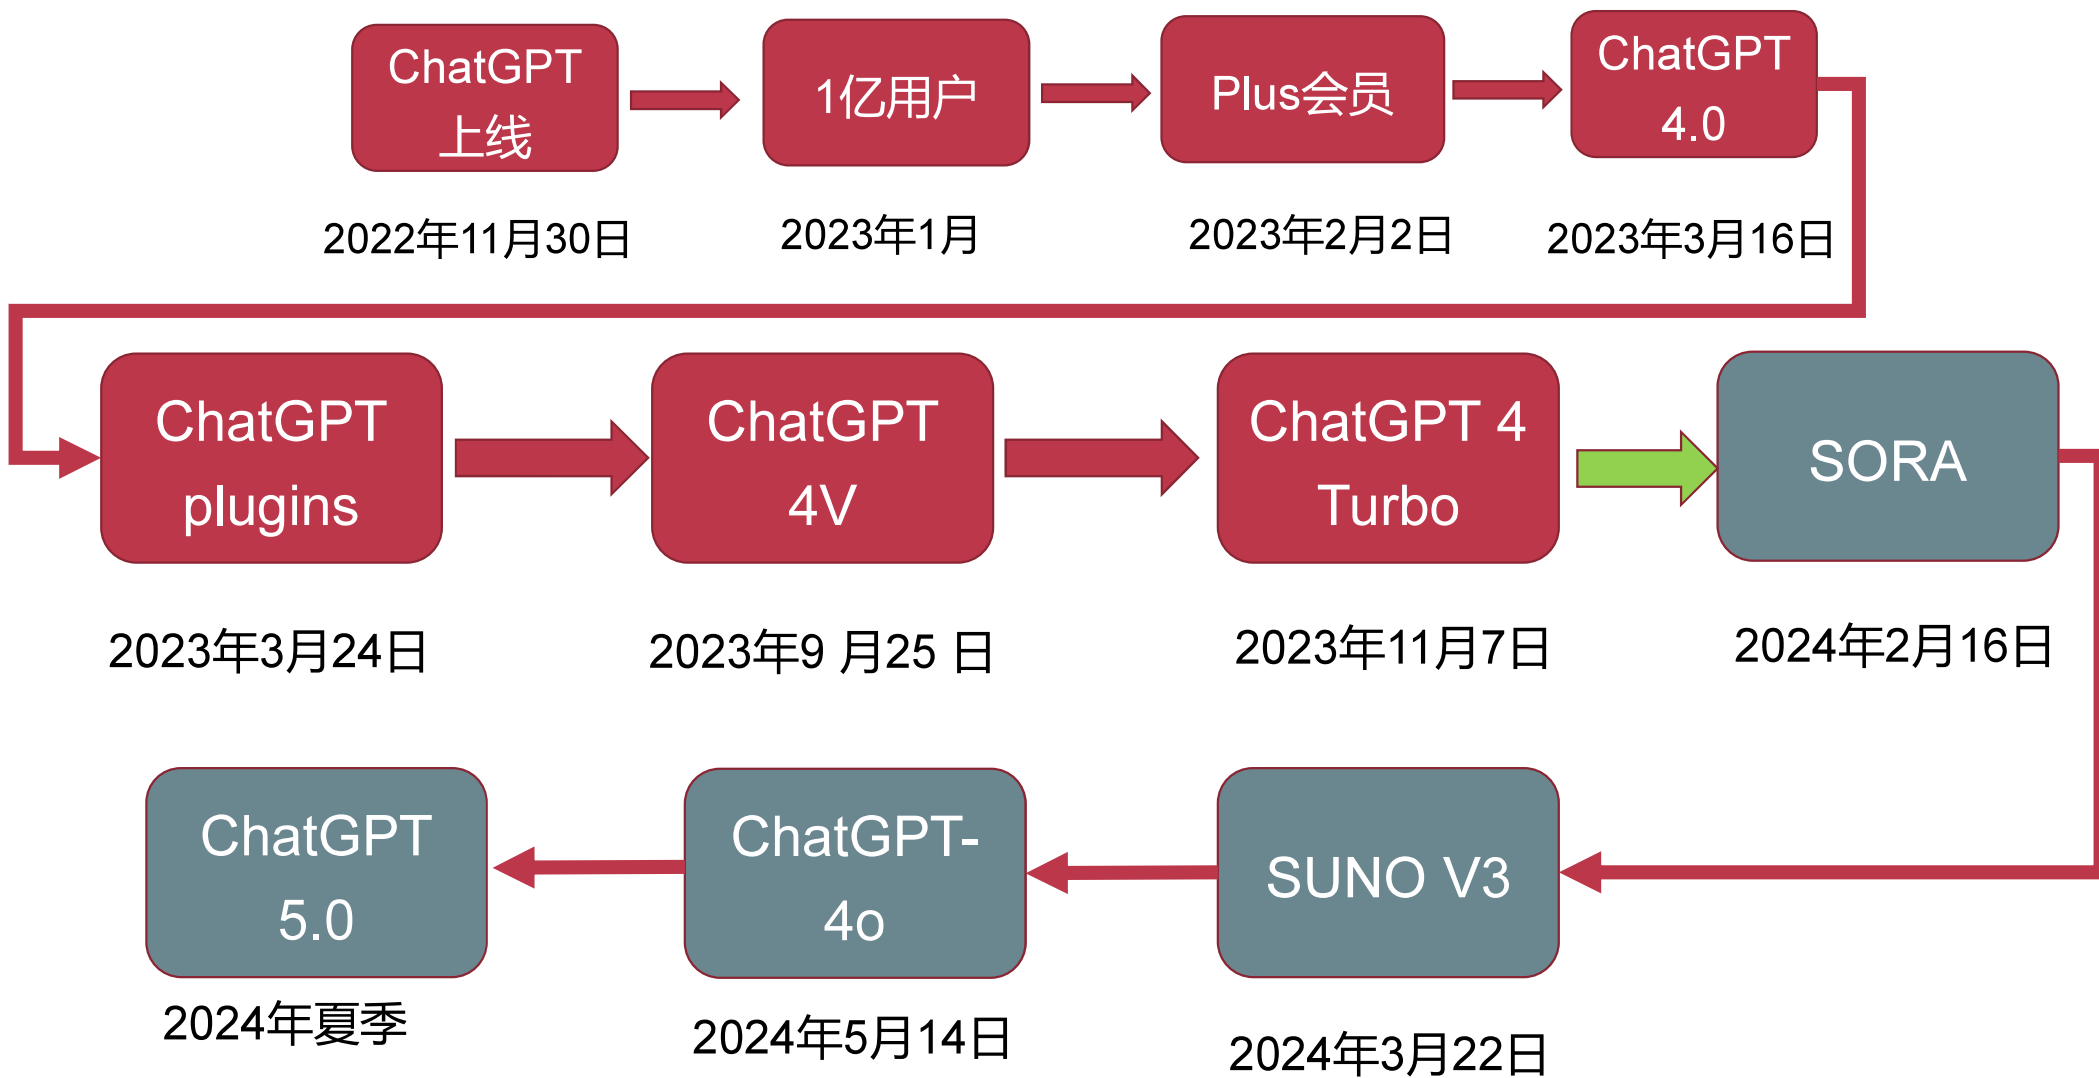 ChatGPT
上线
1亿用户
Plus会员
ChatGPT
4.0
2022年11月30日
2023年1月
2023年2月2日
2023年3月16日
ChatGPT
plugins
ChatGPT
4V
ChatGPT 4
Turbo
SORA
2023年3月24日
2023年9 月25 日
2023年11月7日
2024年2月16日
ChatGPT
5.0
ChatGPT-
4o
SUNO V3
2024年夏季
2024年5月14日
2024年3月22日